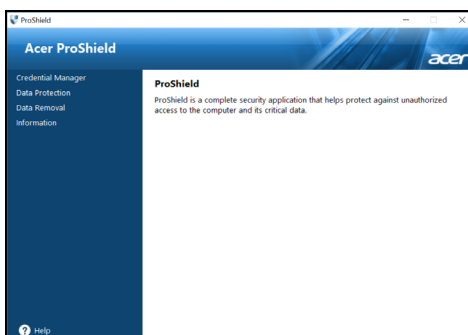 ProShield
Acer ProShield
acer
Credential Manager
Data Protection
Data Removal
Information
ProShield
ProShield is a complete security application that helps protect against unauthorized
access to the computer and its critical data.
? Help